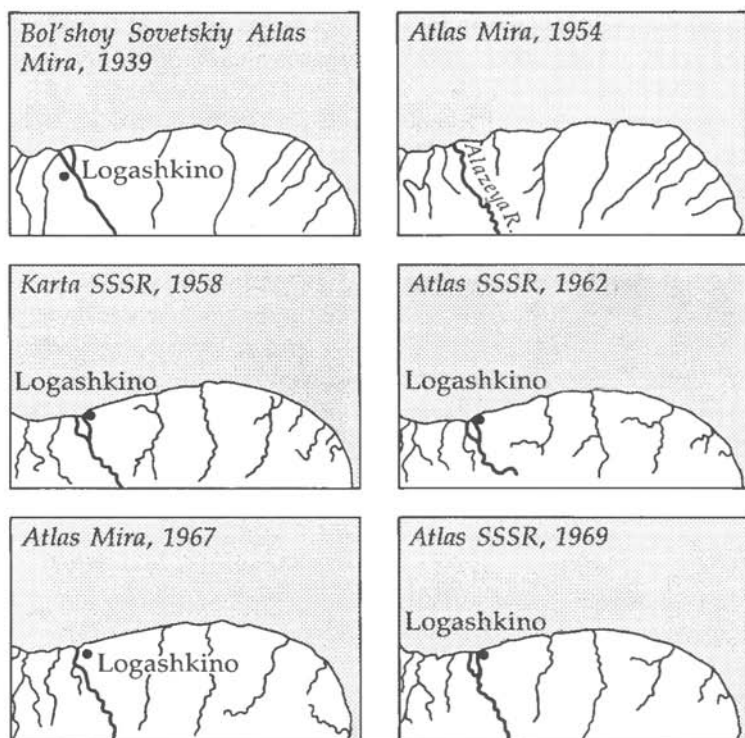 Bol'shoy Sovetskiy Atlas
Mira, 1939
Logashkino
Atlas Mira, 1954
Alazeya R.
Karta SSSR, 1958
Logashkino
Atlas SSSR, 1962
Logashkino
Atlas Mira, 1967
Logashkino
Atlas SSSR, 1969
Logashkino